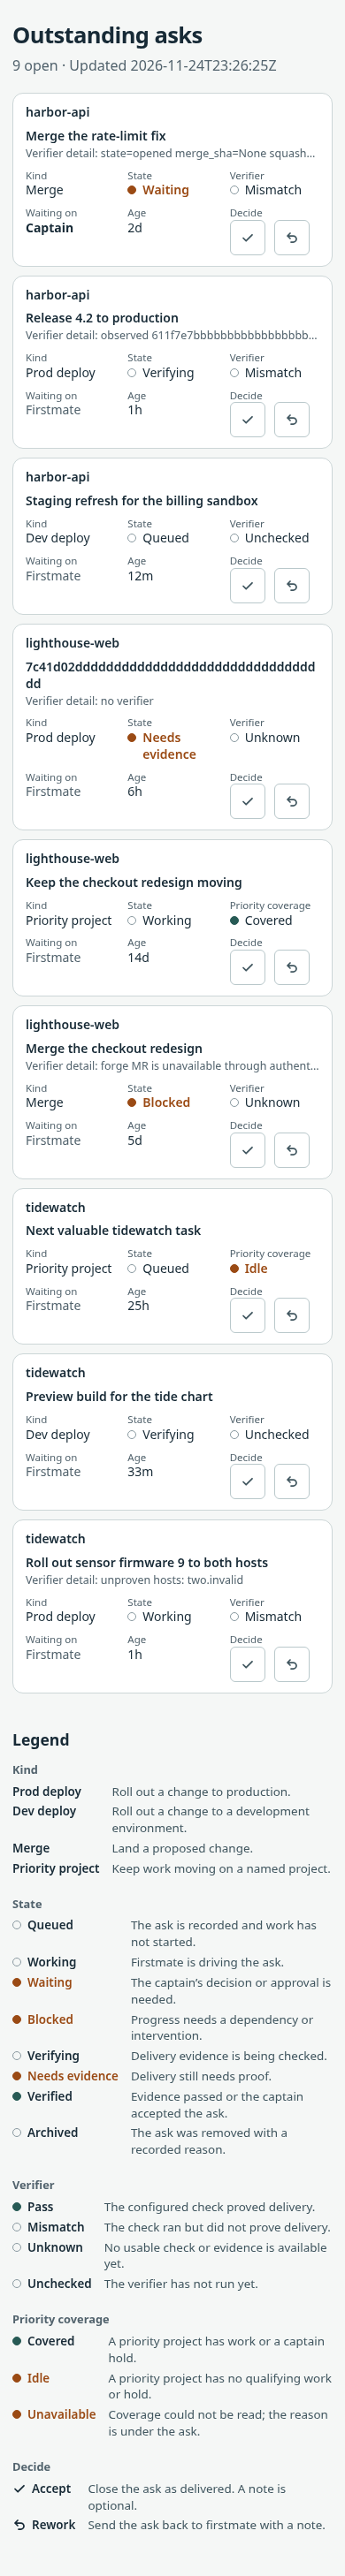 Outstanding asks
9 open · Updated 2026-11-24T23:26:25Z
harbor-api
Merge the rate-limit fix
Verifier detail: state=opened merge_sha=None squash…
Kind State Verifier
Merge Waiting Mismatch
Waiting on Age Decide
Captain 2d
harbor-api
Release 4.2 to production
Verifier detail: observed 611f7e7bbbbbbbbbbbbbbbbb…
Kind State Verifier
Prod deploy Verifying Mismatch
Waiting on Age Decide
Firstmate 1h
harbor-api
Staging refresh for the billing sandbox
Kind State Verifier
Dev deploy Queued Unchecked
Waiting on Age Decide
Firstmate 12m
lighthouse-web
7c41d02ddddddddddddddddddddddddddddddd
dd
Verifier detail: no verifier
Kind State Verifier
Prod deploy Needs Unknown
evidence
Waiting on Age Decide
Firstmate 6h
lighthouse-web
Keep the checkout redesign moving
Kind State Priority coverage
Priority project Working Covered
Waiting on Age Decide
Firstmate 14d
lighthouse-web
Merge the checkout redesign
Verifier detail: forge MR is unavailable through authent…
Kind State Verifier
Merge Blocked Unknown
Waiting on Age Decide
Firstmate 5d
tidewatch
Next valuable tidewatch task
Kind State Priority coverage
Priority project Queued Idle
Waiting on Age Decide
Firstmate 25h
tidewatch
Preview build for the tide chart
Kind State Verifier
Dev deploy Verifying Unchecked
Waiting on Age Decide
Firstmate 33m
tidewatch
Roll out sensor firmware 9 to both hosts
Verifier detail: unproven hosts: two.invalid
Kind State Verifier
Prod deploy Working Mismatch
Waiting on Age Decide
Firstmate 1h
Legend
Kind
Prod deploy Roll out a change to production.
Dev deploy Roll out a change to a development
environment.
Merge Land a proposed change.
Priority project Keep work moving on a named project.
State
Queued The ask is recorded and work has
not started.
Working Firstmate is driving the ask.
Waiting The captain’s decision or approval is
needed.
Blocked Progress needs a dependency or
intervention.
Verifying Delivery evidence is being checked.
Needs evidence Delivery still needs proof.
Verified Evidence passed or the captain
accepted the ask.
Archived The ask was removed with a
recorded reason.
Verifier
Pass The configured check proved delivery.
Mismatch The check ran but did not prove delivery.
Unknown No usable check or evidence is available
yet.
Unchecked The verifier has not run yet.
Priority coverage
Covered A priority project has work or a captain
hold.
Idle A priority project has no qualifying work
or hold.
Unavailable Coverage could not be read; the reason
is under the ask.
Decide
Accept Close the ask as delivered. A note is
optional.
Rework Send the ask back to firstmate with a note.